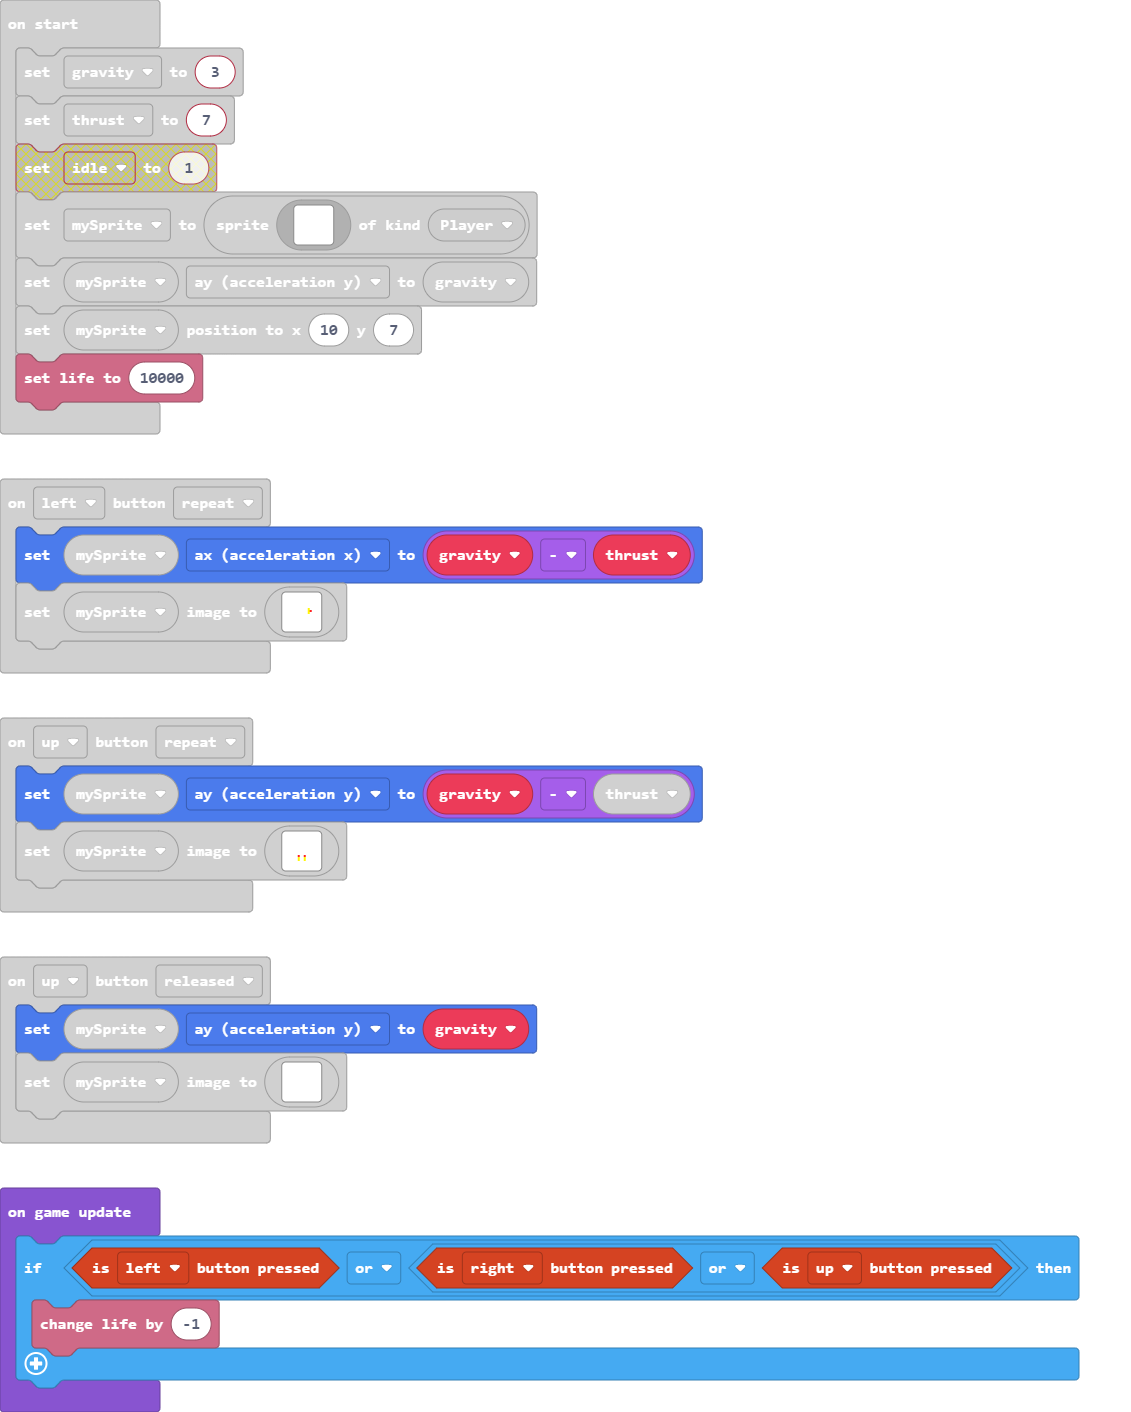 on start
set gravity to 3
set thrust to 7
set idle to 1
set mySprite to sprite of kind Player
set mySprite ay (acceleration y) to gravity
set mySprite position to x 10 y 7
set life to 10000
on left button repeat
set mySprite ax (acceleration x) to gravity - thrust
set mySprite image to
on up button repeat
set mySprite ay (acceleration y) to gravity - thrust
set mySprite image to
on up button released
set mySprite ay (acceleration y) to gravity
set mySprite image to
on game update
if is left button pressed or is right button pressed or is up button pressed then
change life by -1